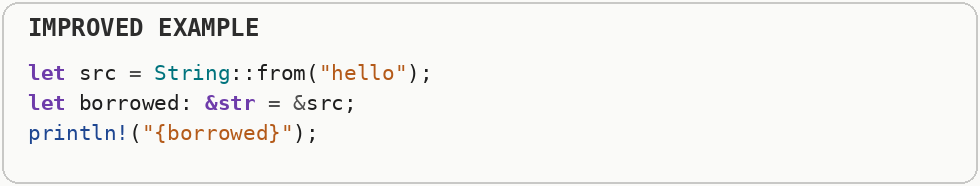 IMPROVED EXAMPLE
let src = String::from("hello");
let borrowed: &str = &src;
println!("{borrowed}");